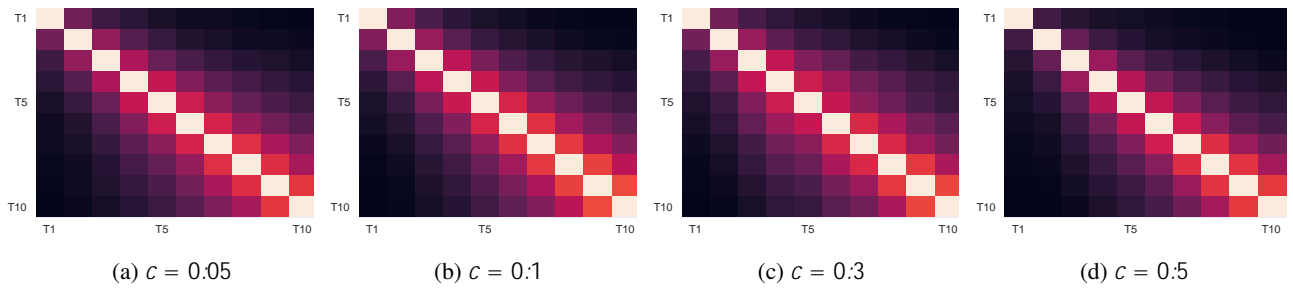 T1 T1 T1 T1
T5 T5 T5 T5
T10 T10 T10 T10
T1 T5 T10 T1 T5 T10 T1 T5 T10 T1 T5 T10
(a) c = 0:05 (b) c = 0:1 (c) c = 0:3 (d) c = 0:5